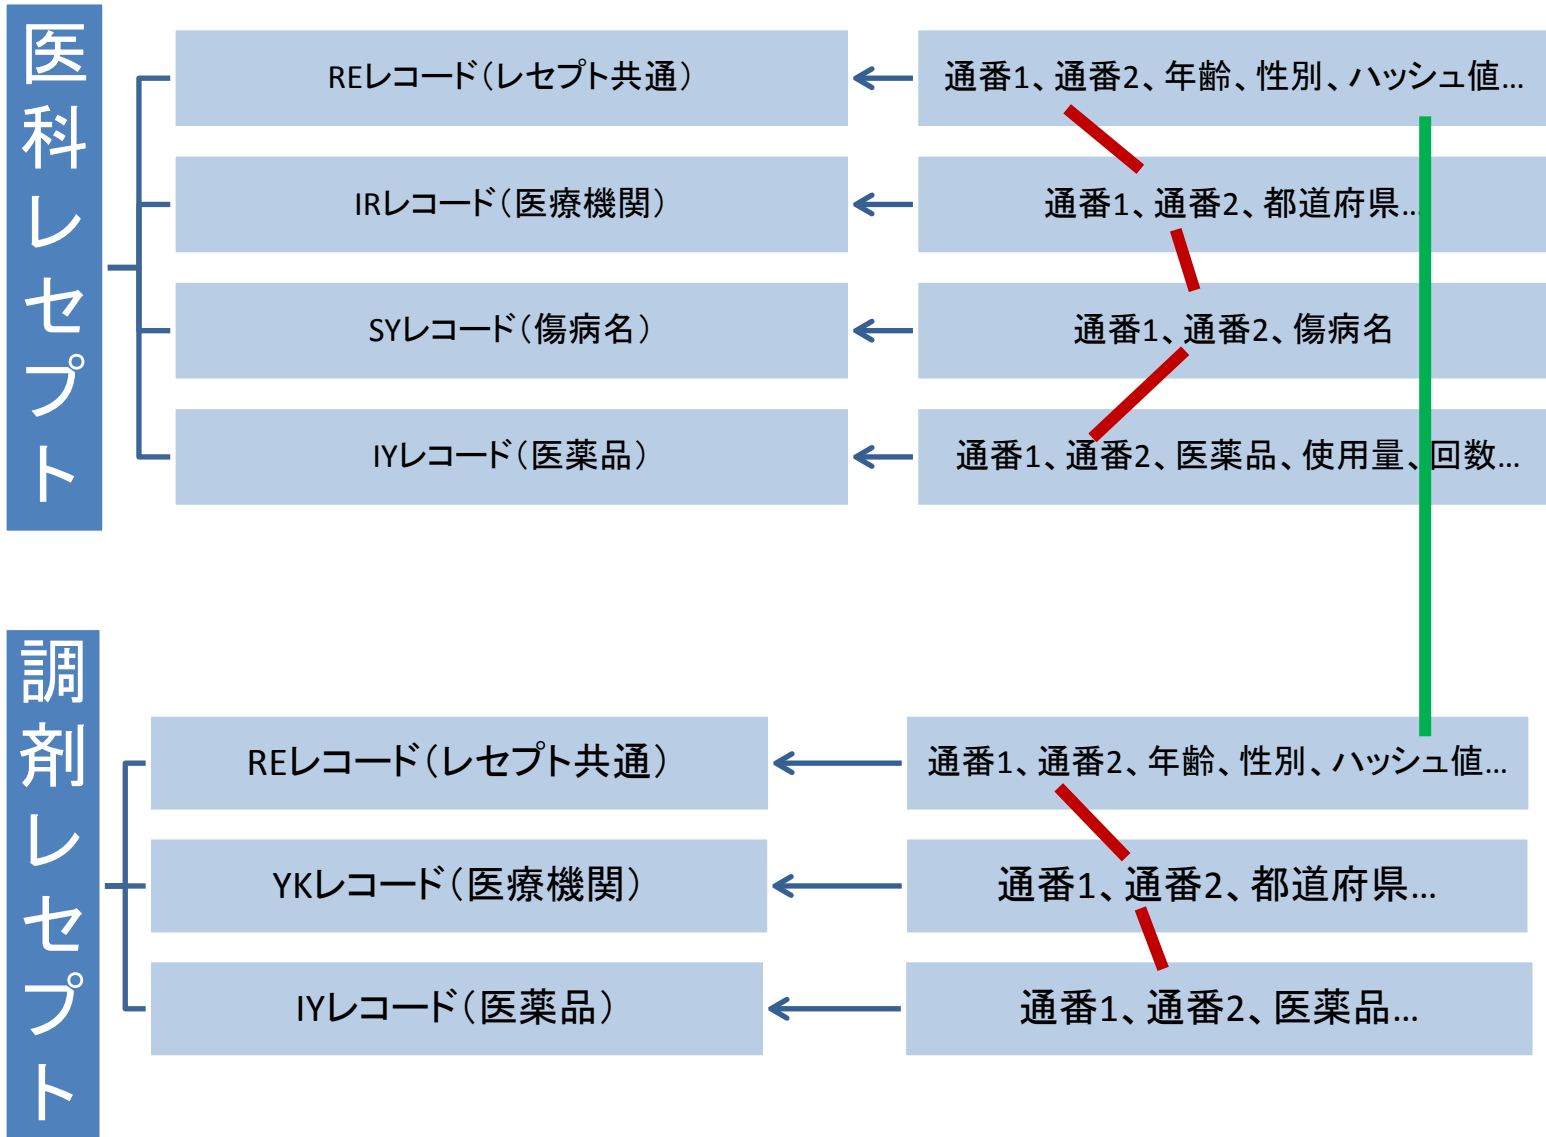 医科レセプト
REレコード（レセプト共通）
通番1、通番2、年齢、性別、ハッシュ値…
IRレコード（医療機関）
通番1、通番2、都道府県…
SYレコード（傷病名）
通番1、通番2、傷病名
IYレコード（医薬品）
通番1、通番2、医薬品、使用量、回数…
調剤レセプト
REレコード（レセプト共通）
通番1、通番2、年齢、性別、ハッシュ値…
YKレコード（医療機関）
通番1、通番2、都道府県…
IYレコード（医薬品）
通番1、通番2、医薬品…